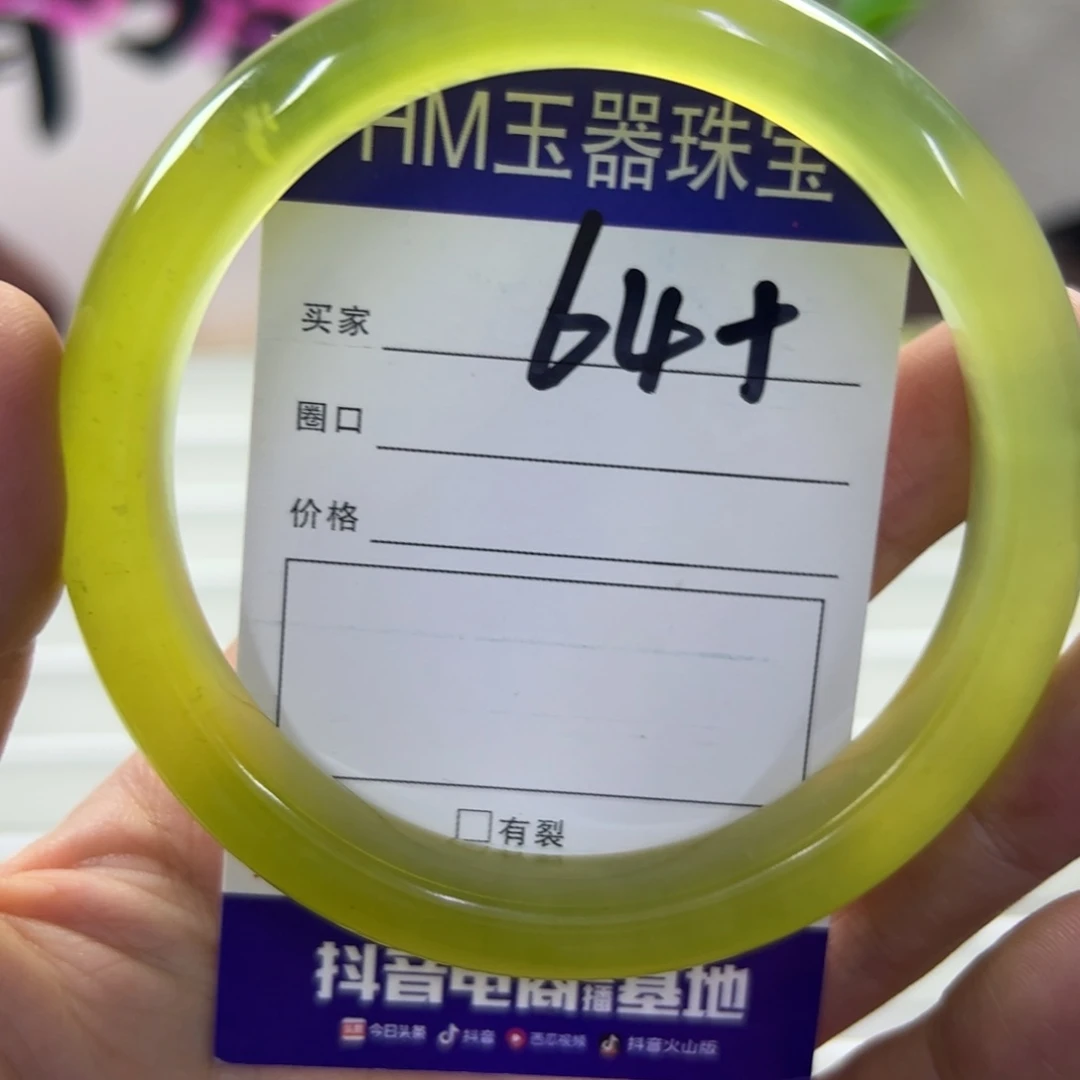 HM玉器珠宝
64+
买家
圈口
价格
有裂
抖音电商直播基地
今日头条 抖音 西瓜视频 抖音火山版